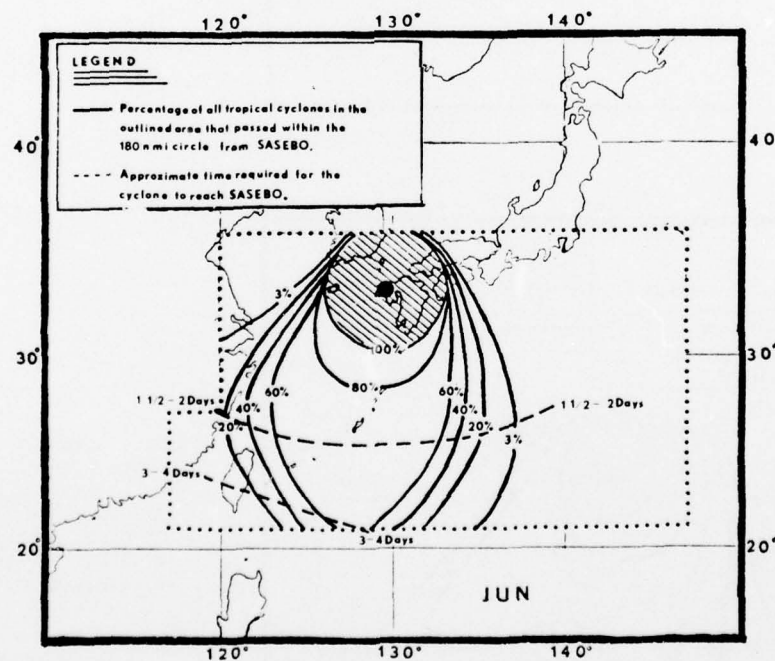 120° 130° 140°
LEGEND
Percentage of all tropical cyclones in the
outlined area that passed within the
180 nmi circle from SASEBO.
Approximate time required for the
cyclone to reach SASEBO.
40° 40
3%
30° 30°
00%
80%
60% 60%
1 1/2 - 2 Days 40% 40% 1 1/2 - 2 Days
20% 20%
3%
3-4 Days
3-4 Days
20° 20°
JUN
120° 130° 140°